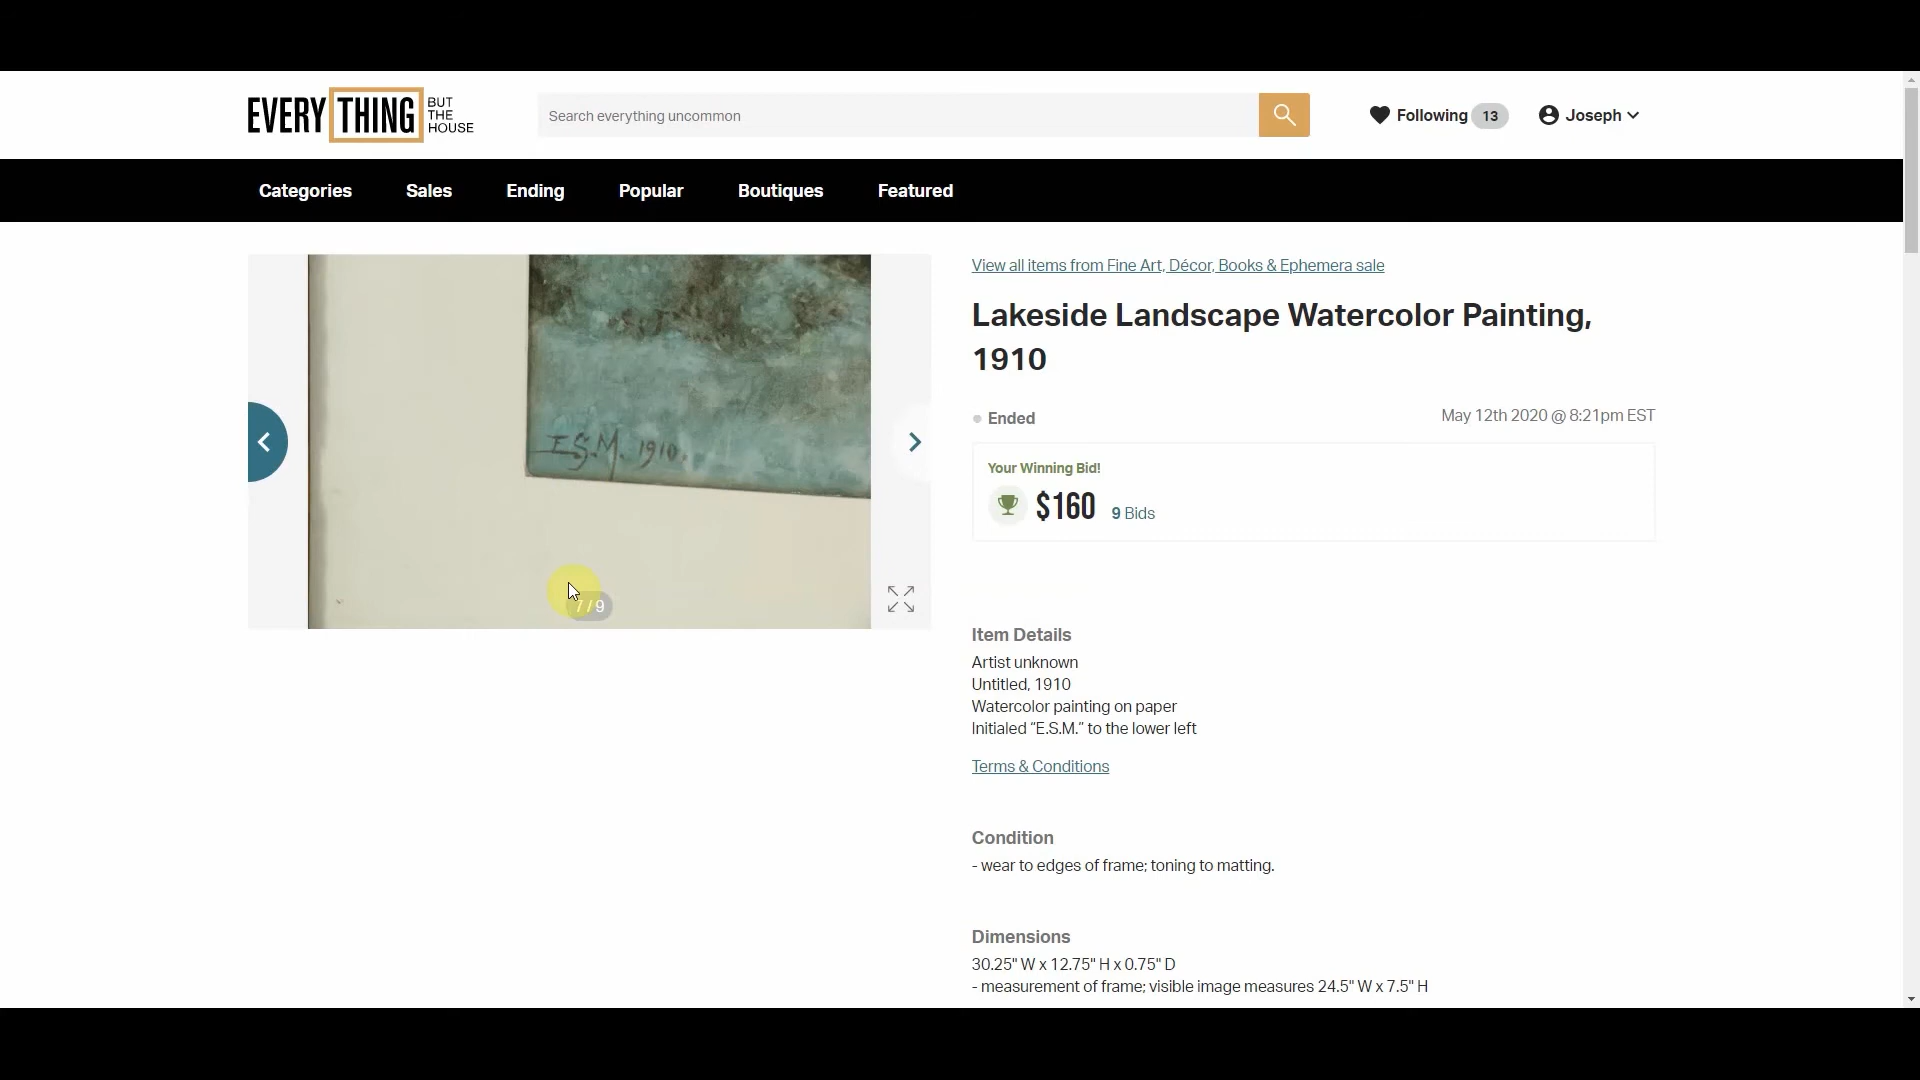 EVERY THING BUT THE HOUSE
Search everything uncommon
Following 13
Joseph
Categories Sales Ending Popular Boutiques Featured
E.S.M. 1910.
7 / 9
View all items from Fine Art, Décor, Books & Ephemera sale
Lakeside Landscape Watercolor Painting,
1910
Ended
May 12th 2020 @ 8:21pm EST
Your Winning Bid!
$160 9 Bids
Item Details
Artist unknown
Untitled, 1910
Watercolor painting on paper
Initialed “E.S.M.” to the lower left
Terms & Conditions
Condition
- wear to edges of frame; toning to matting.
Dimensions
30.25" W x 12.75" H x 0.75" D
- measurement of frame; visible image measures 24.5" W x 7.5" H